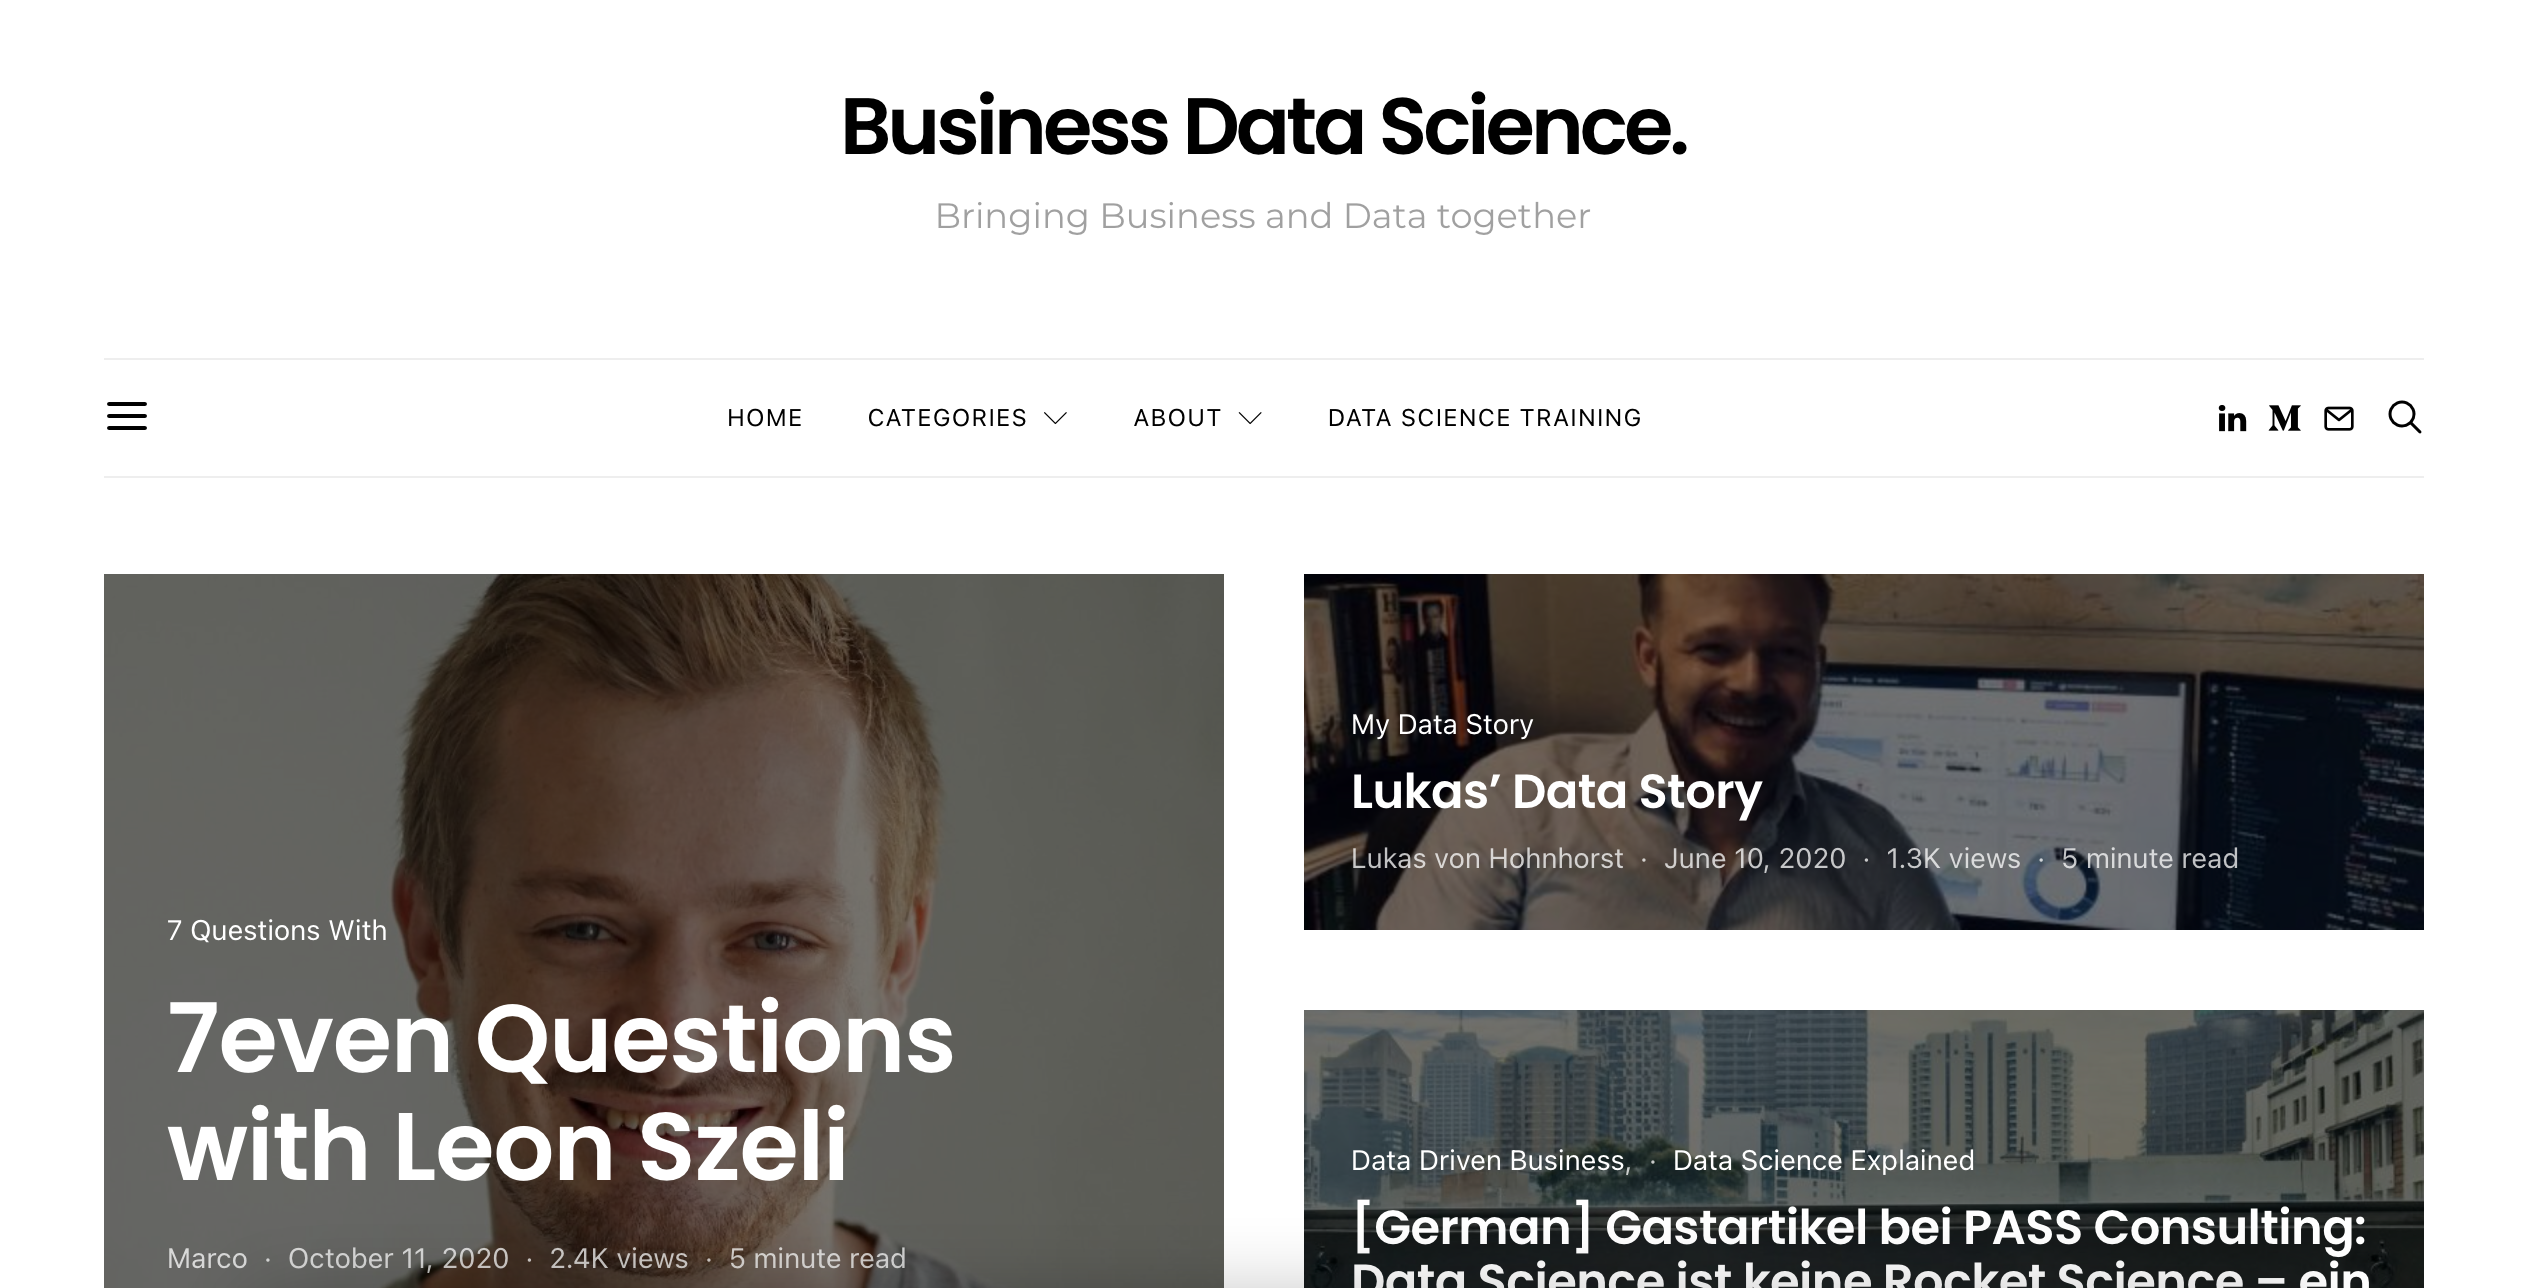 Business Data Science.
Bringing Business and Data together
HOME CATEGORIES ABOUT DATA SCIENCE TRAINING
7 Questions With
7even Questions
with Leon Szeli
Marco · October 11, 2020 · 2.4K views · 5 minute read
My Data Story
Lukas’ Data Story
Lukas von Hohnhorst · June 10, 2020 · 1.3K views · 5 minute read
Data Driven Business, · Data Science Explained
[German] Gastartikel bei PASS Consulting:
Data Science ist keine Rocket Science – ein